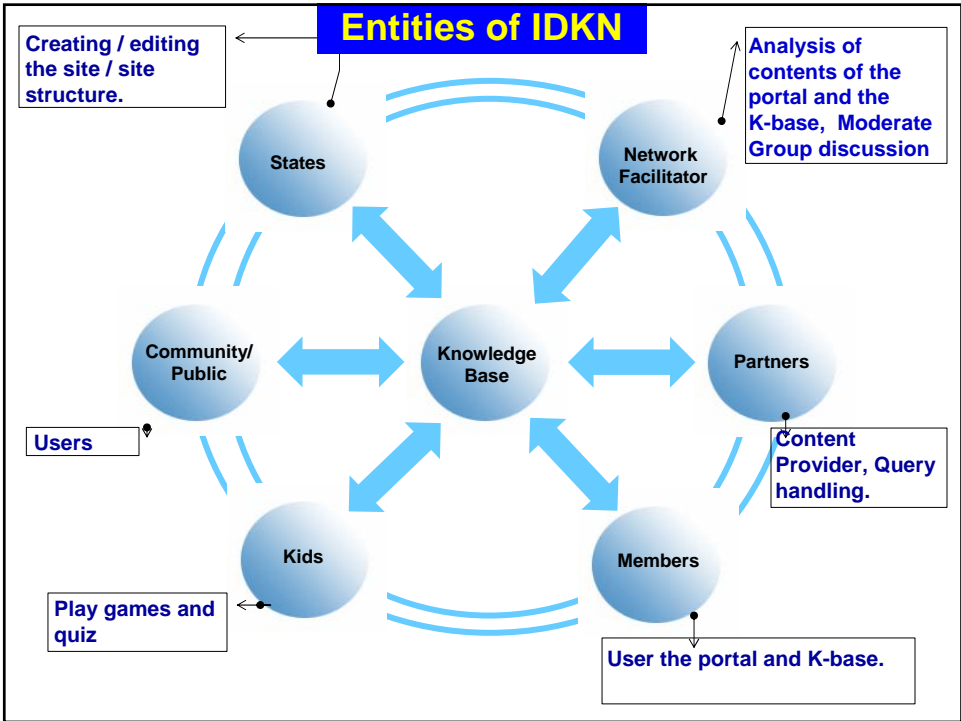 Entities of IDKN
Creating / editing
the site / site
structure.
Analysis of
contents of the
portal and the
K-base, Moderate
Group discussion
States
Network
Facilitator
Community/
Public
Knowledge
Base
Partners
Users
Content
Provider, Query
handling.
Kids
Members
Play games and
quiz
User the portal and K-base.